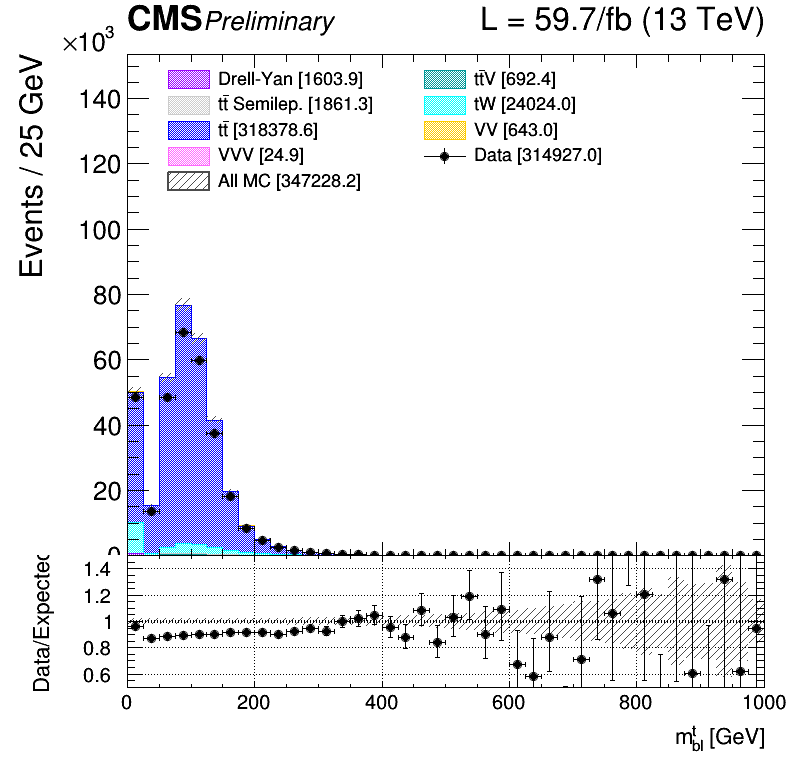 CMS Preliminary L = 59.7/fb (13 TeV)
×10³
Events / 25 GeV
140
120
100
80
60
40
20
0
Drell-Yan [1603.9]
tt̄ Semilep. [1861.3]
tt̄ [318378.6]
VVV [24.9]
All MC [347228.2]
tt̄V [692.4]
tW [24024.0]
VV [643.0]
Data [314927.0]
Data/Expected
1.4
1.2
1
0.8
0.6
0 200 400 600 800 1000
m^t_bl [GeV]